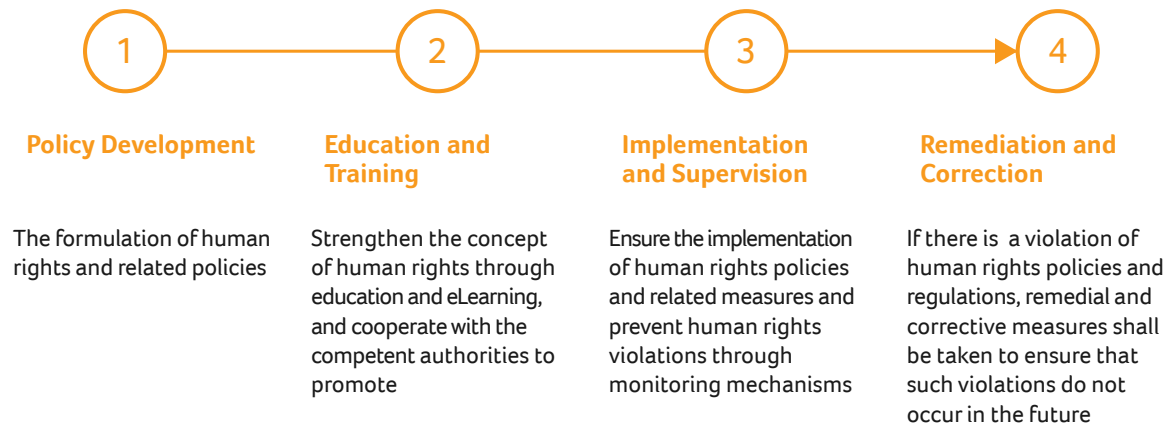 1
2
3
4
Policy Development
The formulation of human
rights and related policies
Education and
Training
Strengthen the concept
of human rights through
education and eLearning,
and cooperate with the
competent authorities to
promote
Implementation
and Supervision
Ensure the implementation
of human rights policies
and related measures and
prevent human rights
violations through
monitoring mechanisms
Remediation and
Correction
If there is  a violation of
human rights policies and
regulations, remedial and
corrective measures shall
be taken to ensure that
such violations do not
occur in the future